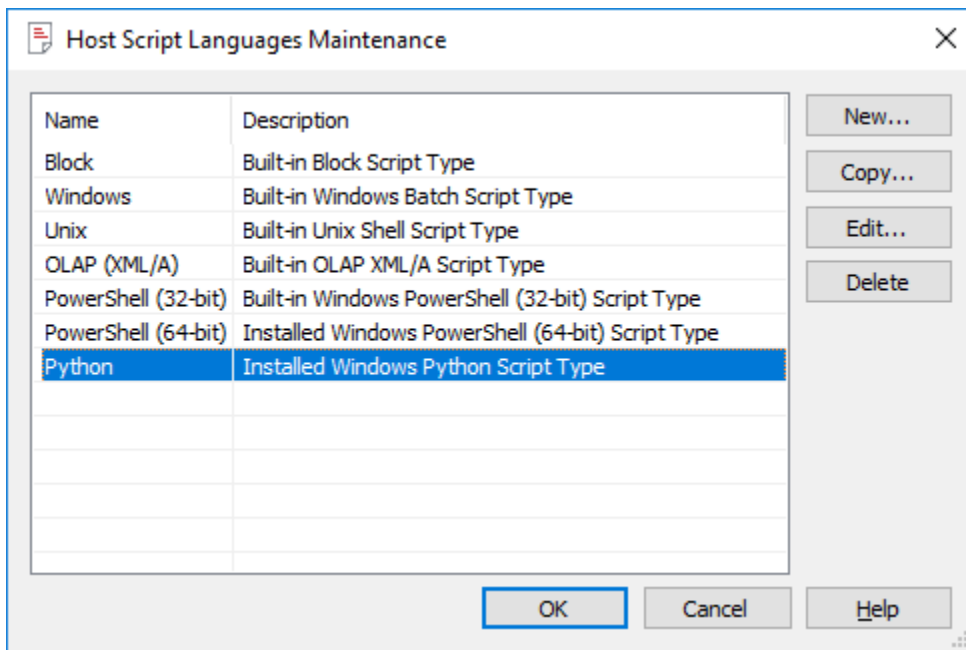 Host Script Languages Maintenance
Name Description
Block Built-in Block Script Type
Windows Built-in Windows Batch Script Type
Unix Built-in Unix Shell Script Type
OLAP (XML/A) Built-in OLAP XML/A Script Type
PowerShell (32-bit) Built-in Windows PowerShell (32-bit) Script Type
PowerShell (64-bit) Installed Windows PowerShell (64-bit) Script Type
Python Installed Windows Python Script Type
New...
Copy...
Edit...
Delete
OK Cancel Help